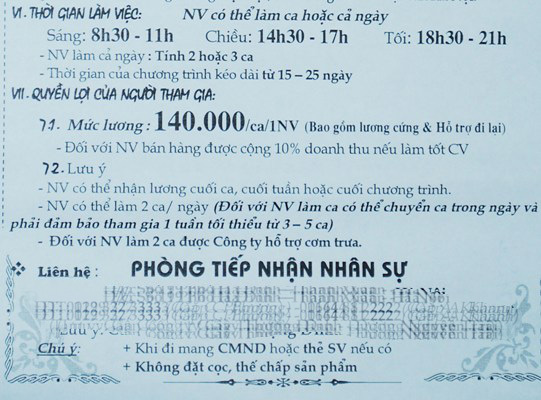 VI. THỜI GIAN LÀM VIỆC: NV có thể làm ca hoặc cả ngày
Sáng: 8h30 - 11h Chiều: 14h30 - 17h Tối: 18h30 - 21h
- NV làm cả ngày : Tính 2 hoặc 3 ca
- Thời gian của chương trình kéo dài từ 15 – 25 ngày
VII. QUYỀN LỢI CỦA NGƯỜI THAM GIA:
7.1. Mức lương : 140.000/ca/1NV (Bao gồm lương cứng & Hỗ trợ đi lại)
- Đối với NV bán hàng được cộng 10% doanh thu nếu làm tốt CV
7.2. Lưu ý
- NV có thể nhận lương cuối ca, cuối tuần hoặc cuối chương trình.
- NV có thể làm 2 ca/ ngày (Đối với NV làm ca có thể chuyển ca trong ngày và
phải đảm bảo tham gia 1 tuần tối thiểu từ 3 – 5 ca)
- Đối với NV làm 2 ca được Công ty hỗ trợ cơm trưa.
Liên hệ : PHÒNG TIẾP NHẬN NHÂN SỰ
Chú ý: + Khi đi mang CMND hoặc thẻ SV nếu có
+ Không đặt cọc, thế chấp sản phẩm